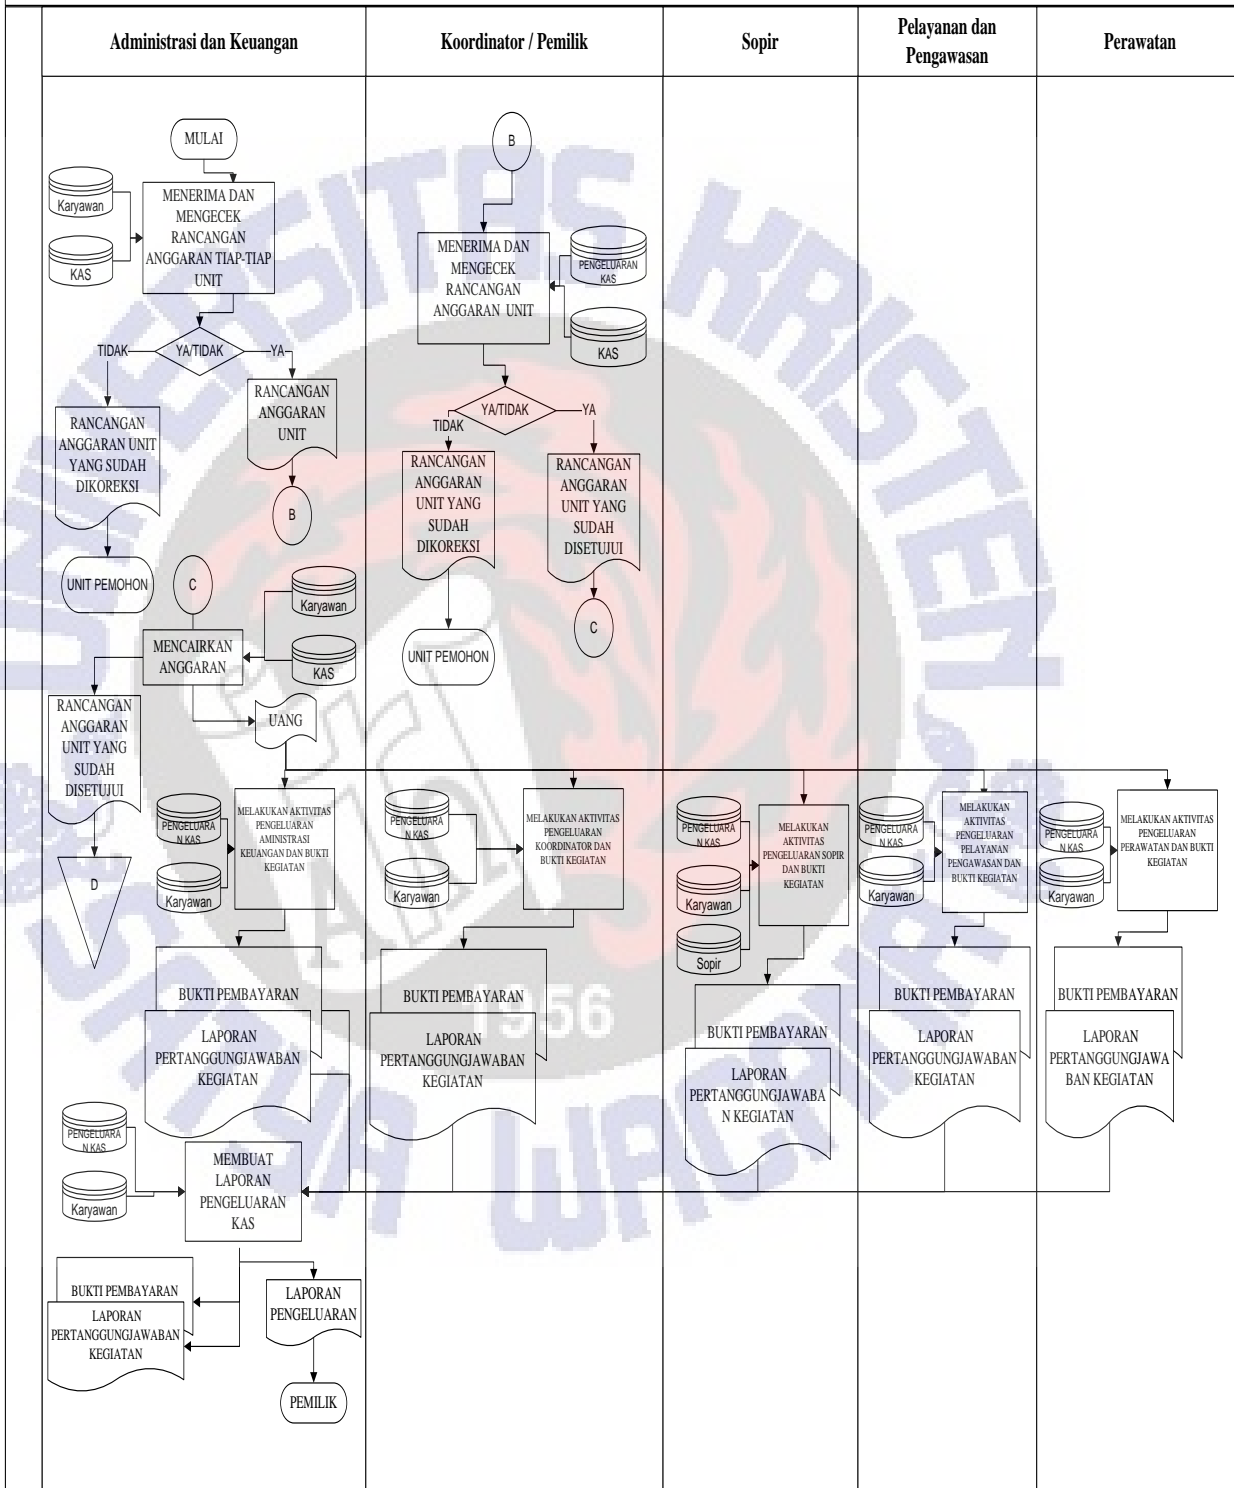 Administrasi dan Keuangan
Koordinator / Pemilik
Sopir
Pelayanan dan
Pengawasan
Perawatan
MULAI
Karyawan
KAS
MENERIMA DAN
MENGECEK
RANCANGAN
ANGGARAN TIAP-TIAP
UNIT
TIDAK
YA/TIDAK
YA
RANCANGAN
ANGGARAN UNIT
YANG SUDAH
DIKOREKSI
RANCANGAN
ANGGARAN
UNIT
B
UNIT PEMOHON
C
Karyawan
KAS
MENCAIRKAN
ANGGARAN
RANCANGAN
ANGGARAN
UNIT YANG
SUDAH
DISETUJUI
UANG
D
PENGELUARA
N KAS
Karyawan
MELAKUKAN AKTIVITAS
PENGELUARAN
AMINISTRASI
KEUANGAN DAN BUKTI
KEGIATAN
BUKTI PEMBAYARAN
LAPORAN
PERTANGGUNGJAWABAN
KEGIATAN
PENGELUARA
N KAS
Karyawan
MEMBUAT
LAPORAN
PENGELUARAN
KAS
BUKTI PEMBAYARAN
LAPORAN
PERTANGGUNGJAWABAN
KEGIATAN
LAPORAN
PENGELUARAN
PEMILIK
B
MENERIMA DAN
MENGECEK
RANCANGAN
ANGGARAN UNIT
PENGELUARAN
KAS
KAS
YA/TIDAK
TIDAK
YA
RANCANGAN
ANGGARAN
UNIT YANG
SUDAH
DIKOREKSI
RANCANGAN
ANGGARAN
UNIT YANG
SUDAH
DISETUJUI
UNIT PEMOHON
C
PENGELUARA
N KAS
Karyawan
MELAKUKAN AKTIVITAS
PENGELUARAN
KOORDINATOR DAN
BUKTI KEGIATAN
BUKTI PEMBAYARAN
LAPORAN
PERTANGGUNGJAWABAN
KEGIATAN
PENGELUARA
N KAS
Karyawan
Sopir
MELAKUKAN
AKTIVITAS
PENGELUARAN SOPIR
DAN BUKTI
KEGIATAN
BUKTI PEMBAYARAN
LAPORAN
PERTANGGUNGJAWABA
N KEGIATAN
PENGELUARA
N KAS
Karyawan
MELAKUKAN
AKTIVITAS
PENGELUARAN
PELAYANAN
PENGAWASAN DAN
BUKTI KEGIATAN
BUKTI PEMBAYARAN
LAPORAN
PERTANGGUNGJAWABAN
KEGIATAN
PENGELUARA
N KAS
Karyawan
MELAKUKAN AKTIVITAS
PENGELUARAN
PERAWATAN DAN BUKTI
KEGIATAN
BUKTI PEMBAYARAN
LAPORAN
PERTANGGUNGJAWA
BAN KEGIATAN
UNIVERSITAS KRISTEN
SATYA WACANA
1956